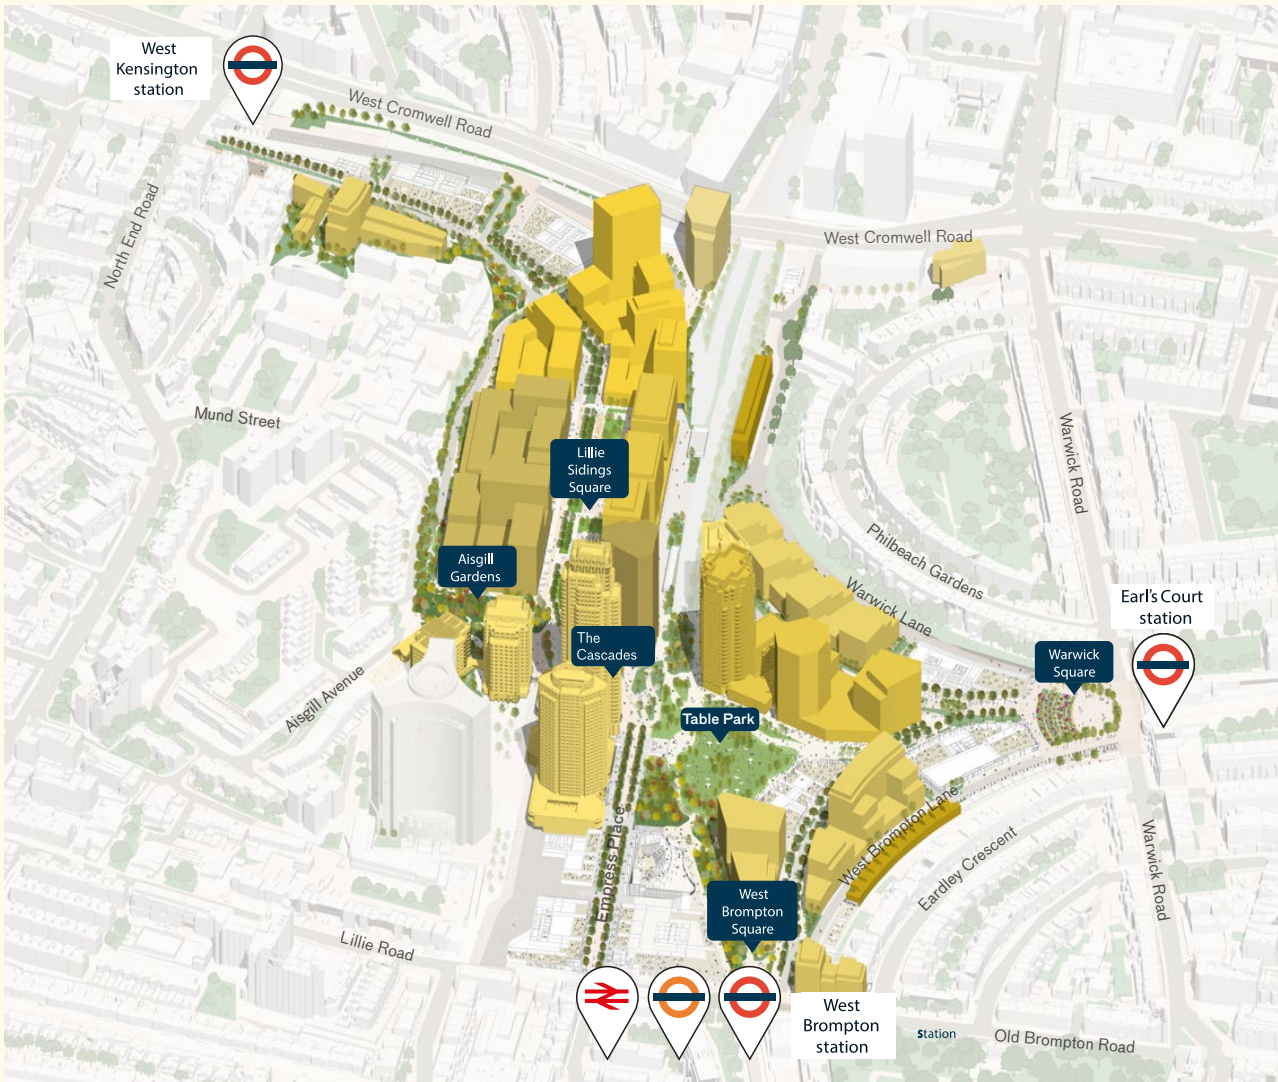 West
Kensington
station
West Cromwell Road
North End Road
West Cromwell Road
Mund Street
Warwick Road
Lillie
Sidings
Square
Philbeach Gardens
Aisgill
Gardens
Warwick Lane
Earl's Court
station
The
Cascades
Warwick
Square
Aisgill Avenue
Table Park
West Brompton Lane
Empress Place
Eardley Crescent
Warwick Road
West
Brompton
Square
Lillie Road
West
Brompton
station
Station
Old Brompton Road